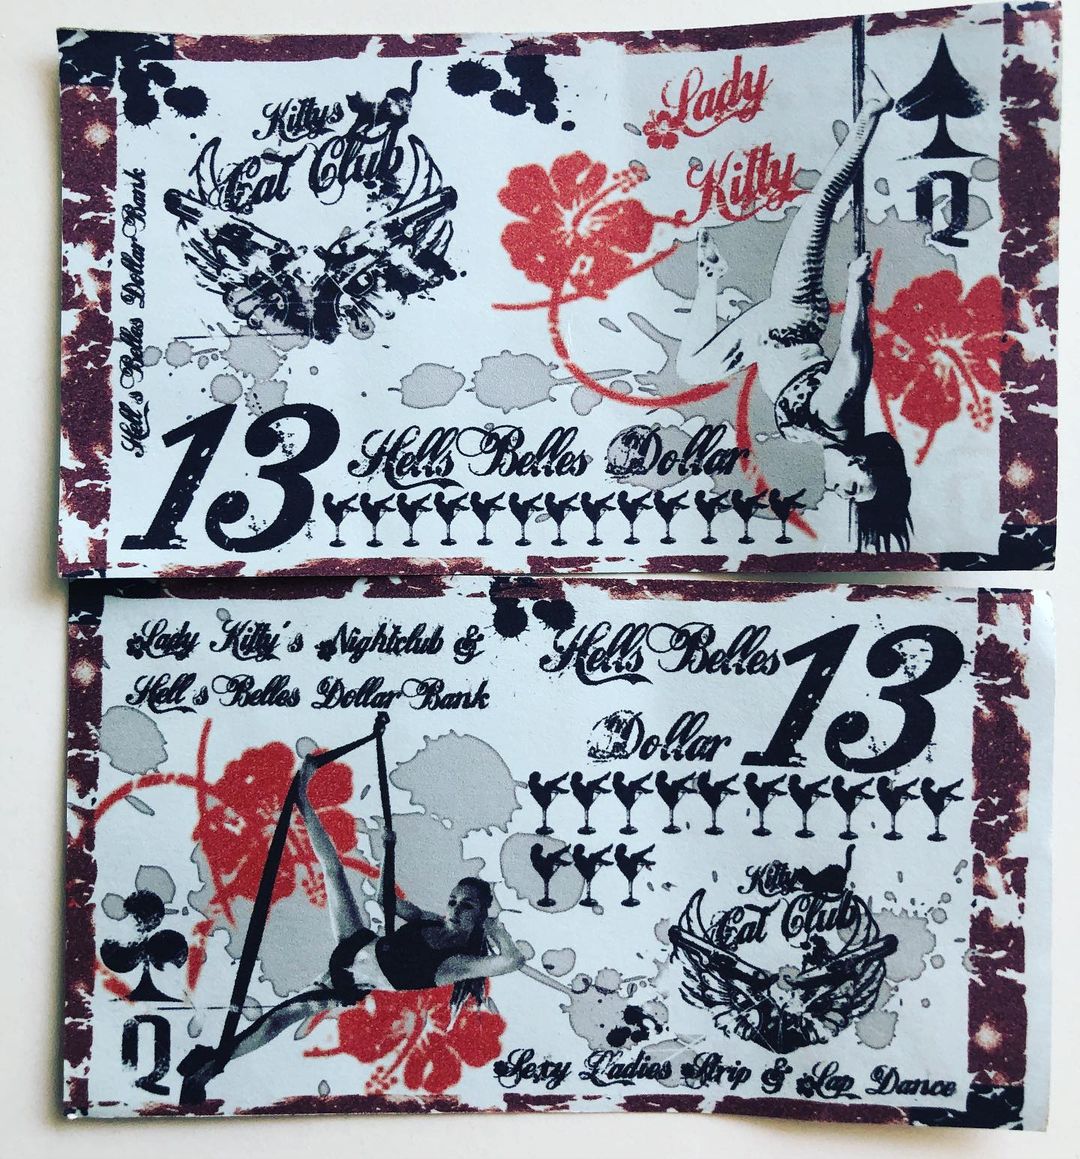 Kittys
Cat Club
Lady
Kitty
Q
Hell's Belles Dollar Bank
13 Hells Belles Dollar
Lady Kitty's Nightclub &
Hell's Belles Dollar Bank
Hells Belles 13
Dollar
Kittys
Cat Club
Q
Sexy Ladies Strip & Lap Dance